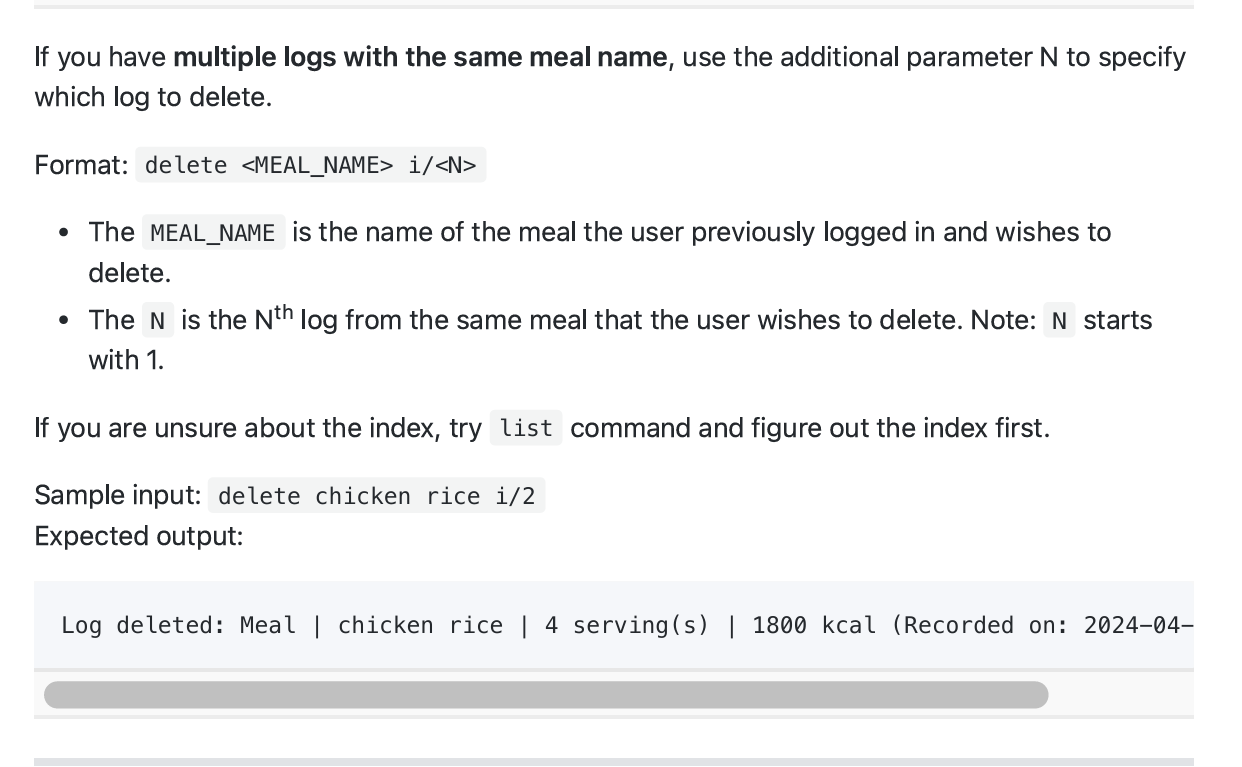 If you have multiple logs with the same meal name, use the additional parameter N to specify
which log to delete.
Format: delete <MEAL_NAME> i/<N>
• The MEAL_NAME is the name of the meal the user previously logged in and wishes to
delete.
• The N is the Nth log from the same meal that the user wishes to delete. Note: N starts
with 1.
If you are unsure about the index, try list command and figure out the index first.
Sample input: delete chicken rice i/2
Expected output:
Log deleted: Meal | chicken rice | 4 serving(s) | 1800 kcal (Recorded on: 2024-04-